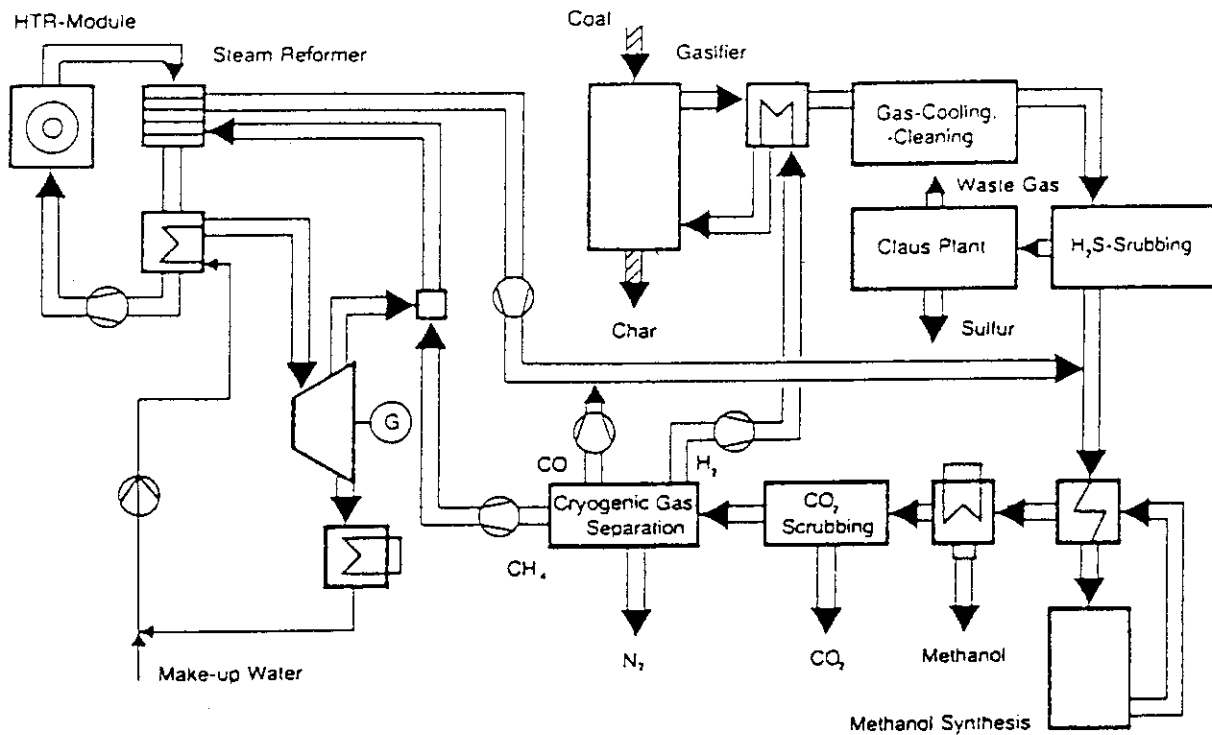 HTR-Module
Steam Reformer
Coal
Gasifier
Gas-Cooling,
-Cleaning
Waste Gas
Claus Plant
H₂S-Srubbing
Char
Sulfur
G
CO
H₂
Cryogenic Gas
Separation
CO₂
Scrubbing
CH₄
N₂
CO₂
Methanol
Make-up Water
Methanol Synthesis